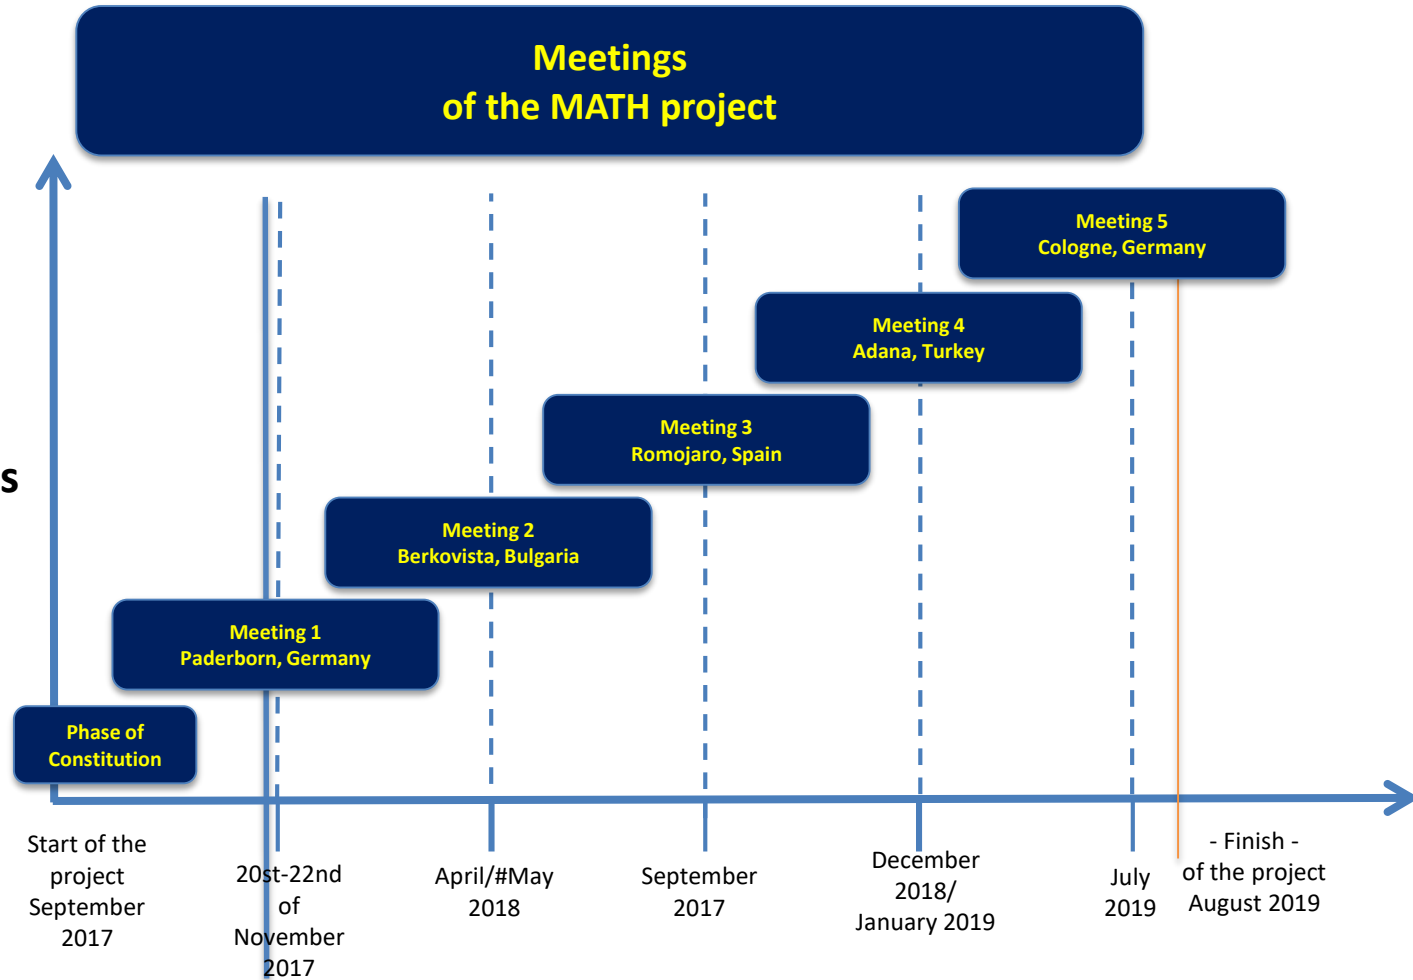 Meetings
of the MATH project
Meeting 5
Cologne, Germany
Meeting 4
Adana, Turkey
Meeting 3
Romojaro, Spain
s
Meeting 2
Berkovista, Bulgaria
Meeting 1
Paderborn, Germany
Phase of
Constitution
Start of the
project
September
2017
20st-22nd
of
November
2017
April/#May
2018
September
2017
December
2018/
January 2019
July
2019
- Finish -
of the project
August 2019